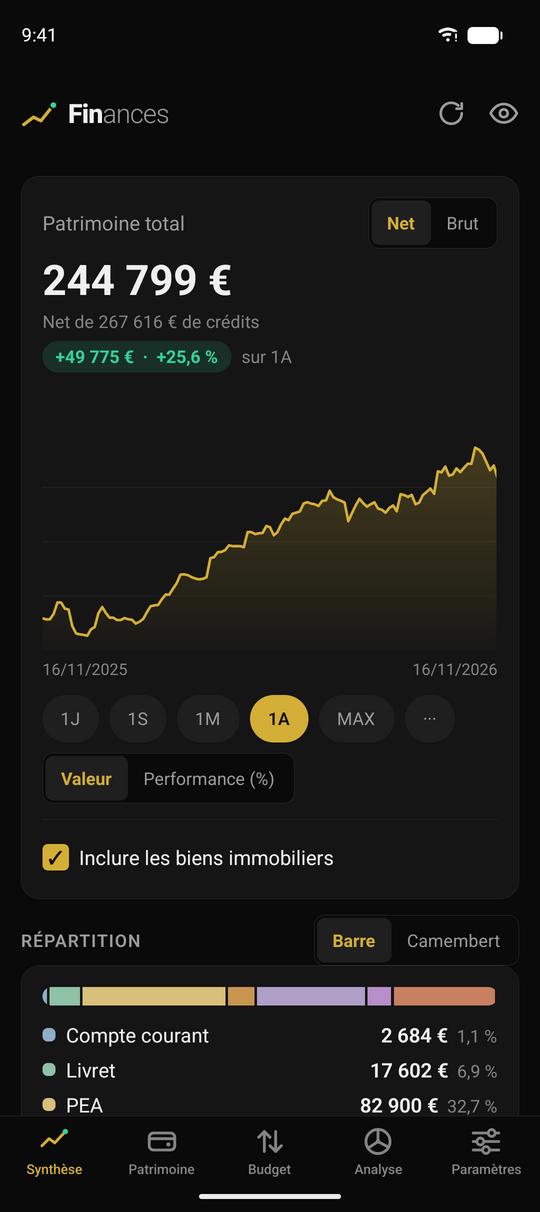 9:41
Finances
Patrimoine total
Net Brut
244 799 €
Net de 267 616 € de crédits
+49 775 € · +25,6 % sur 1A
16/11/2025 16/11/2026
1J 1S 1M 1A MAX ···
Valeur Performance (%)
✓ Inclure les biens immobiliers
RÉPARTITION Barre Camembert
Compte courant 2 684 € 1,1 %
Livret 17 602 € 6,9 %
PEA 82 900 € 32,7 %
Synthèse Patrimoine Budget Analyse Paramètres